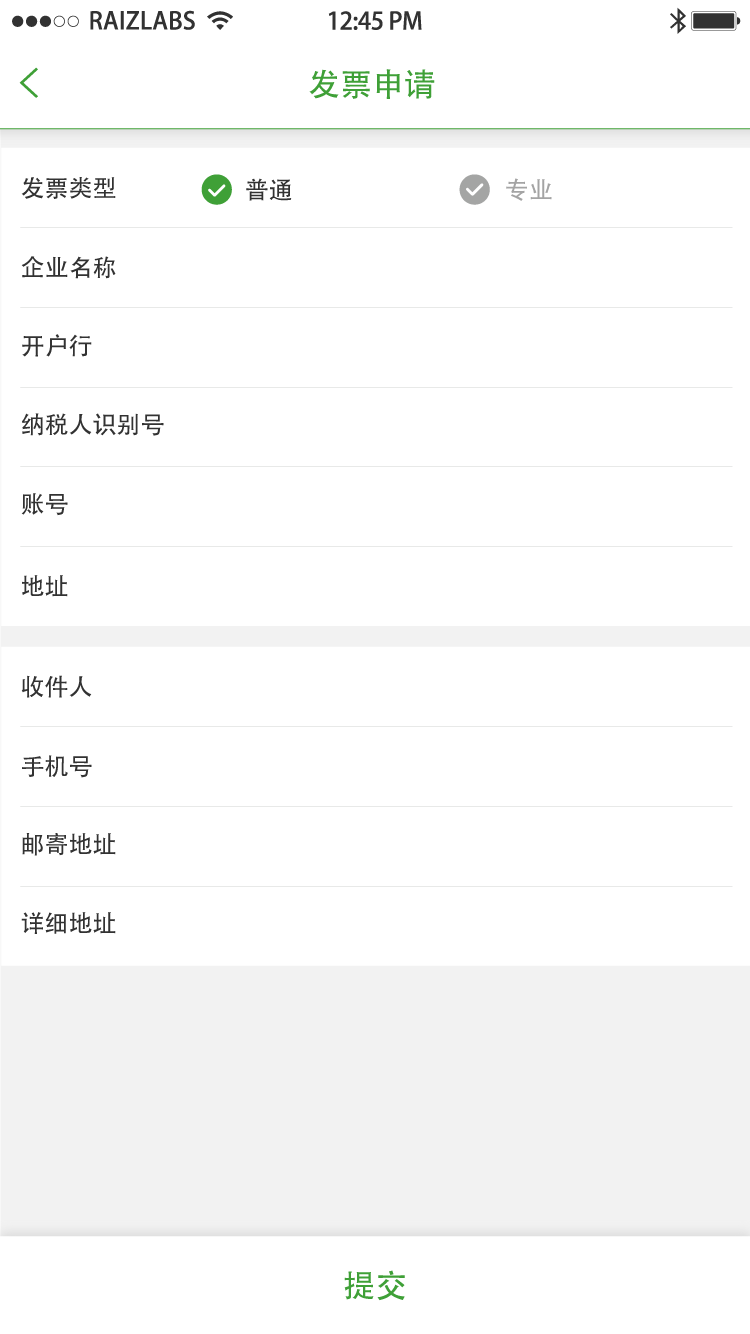 RAIZLABS 12:45 PM
发票申请
发票类型 普通 专业
企业名称
开户行
纳税人识别号
账号
地址
收件人
手机号
邮寄地址
详细地址
提交